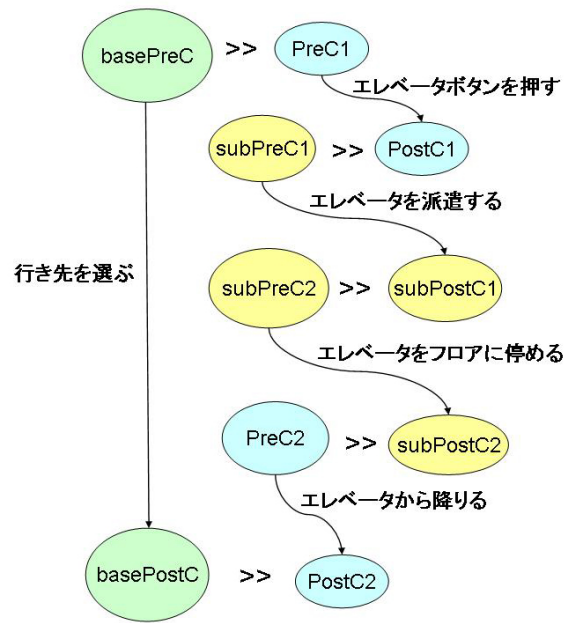 basePreC >> PreC1
エレベータボタンを押す
subPreC1 >> PostC1
エレベータを派遣する
行き先を選ぶ
subPreC2 >> subPostC1
エレベータをフロアに停める
PreC2 >> subPostC2
エレベータから降りる
basePostC >> PostC2